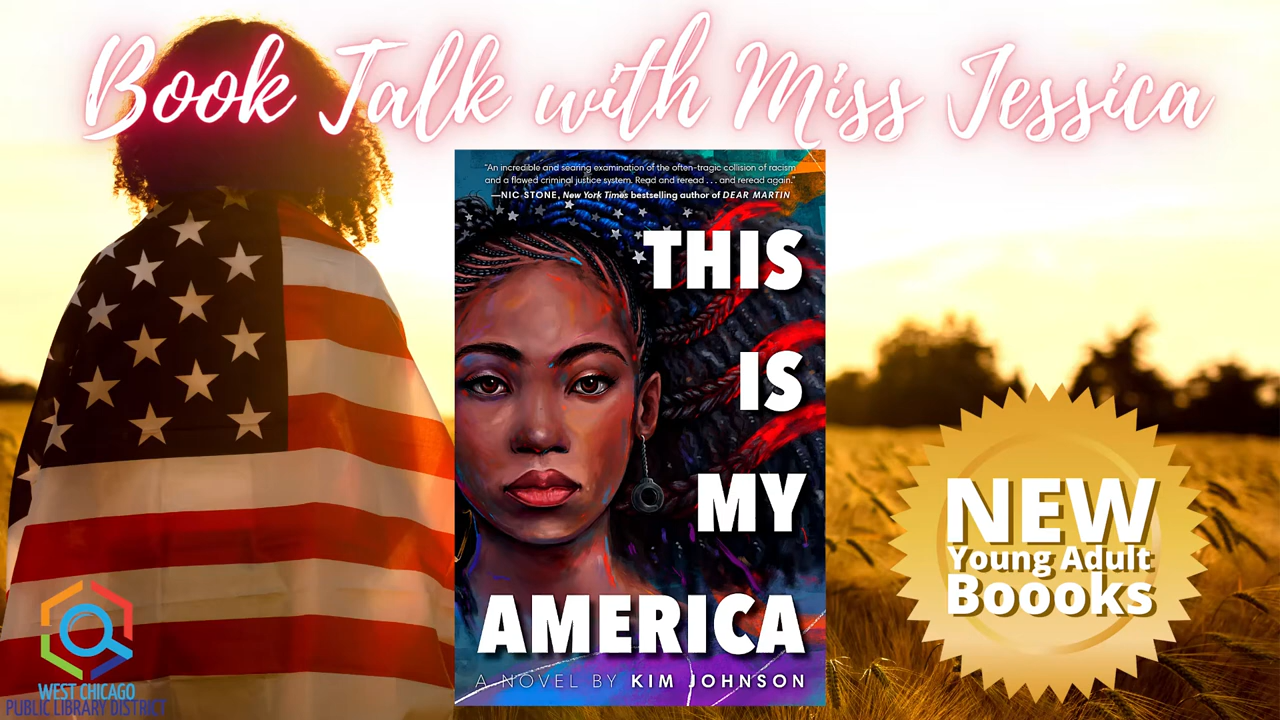 Book Talk with Miss Jessica
"An incredible and searing examination of the often-tragic collision of racism
and a flawed criminal justice system. Read and reread . . . and reread again."
—NIC STONE, New York Times bestselling author of DEAR MARTIN
THIS
IS
MY
AMERICA
A NOVEL BY KIM JOHNSON
NEW
Young Adult
Boooks
WEST CHICAGO
PUBLIC LIBRARY DISTRICT